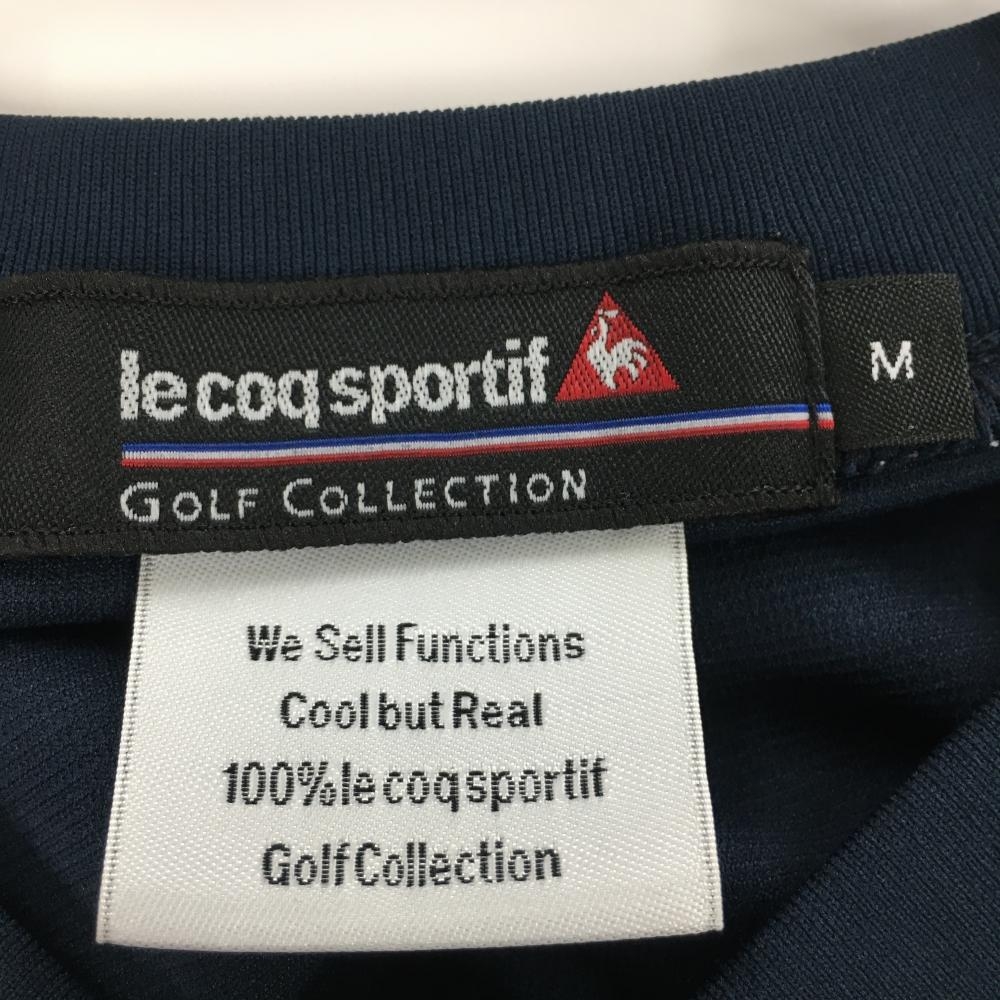 le coq sportif
M
GOLF COLLECTION
We Sell Functions
Cool but Real
100% le coq sportif
Golf Collection